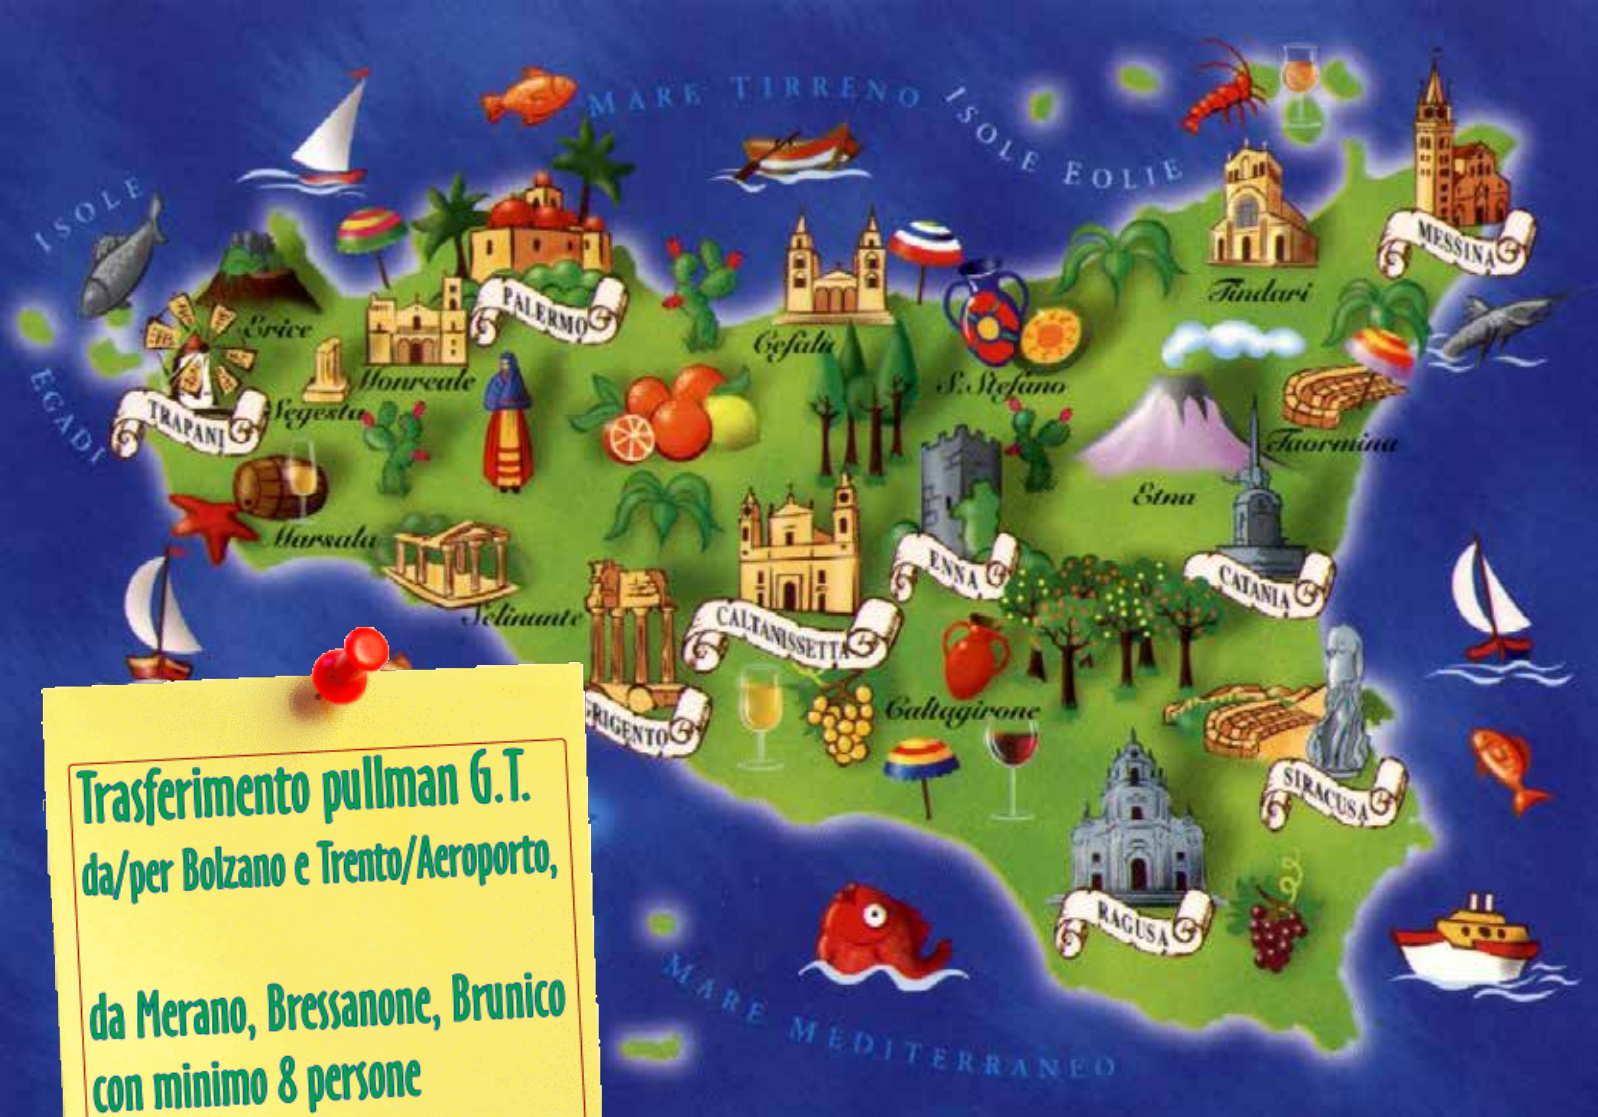 MARE TIRRENO
ISOLE EOLIE
ISOLE
EGADI
MESSINA
PALERMO
Tindari
Erice
Cefalu
Monreale
S. Stefano
Segesta
TRAPANI
Taormina
Etna
Marsala
ENNA
CATANIA
Selinunte
CALTANISSETTA
GRIGENTO
Caltagirone
SIRACUSA
RAGUSA
MARE MEDITERRANEO
Trasferimento pullman G.T.
da/per Bolzano e Trento/Aeroporto,
da Merano, Bressanone, Brunico
con minimo 8 persone